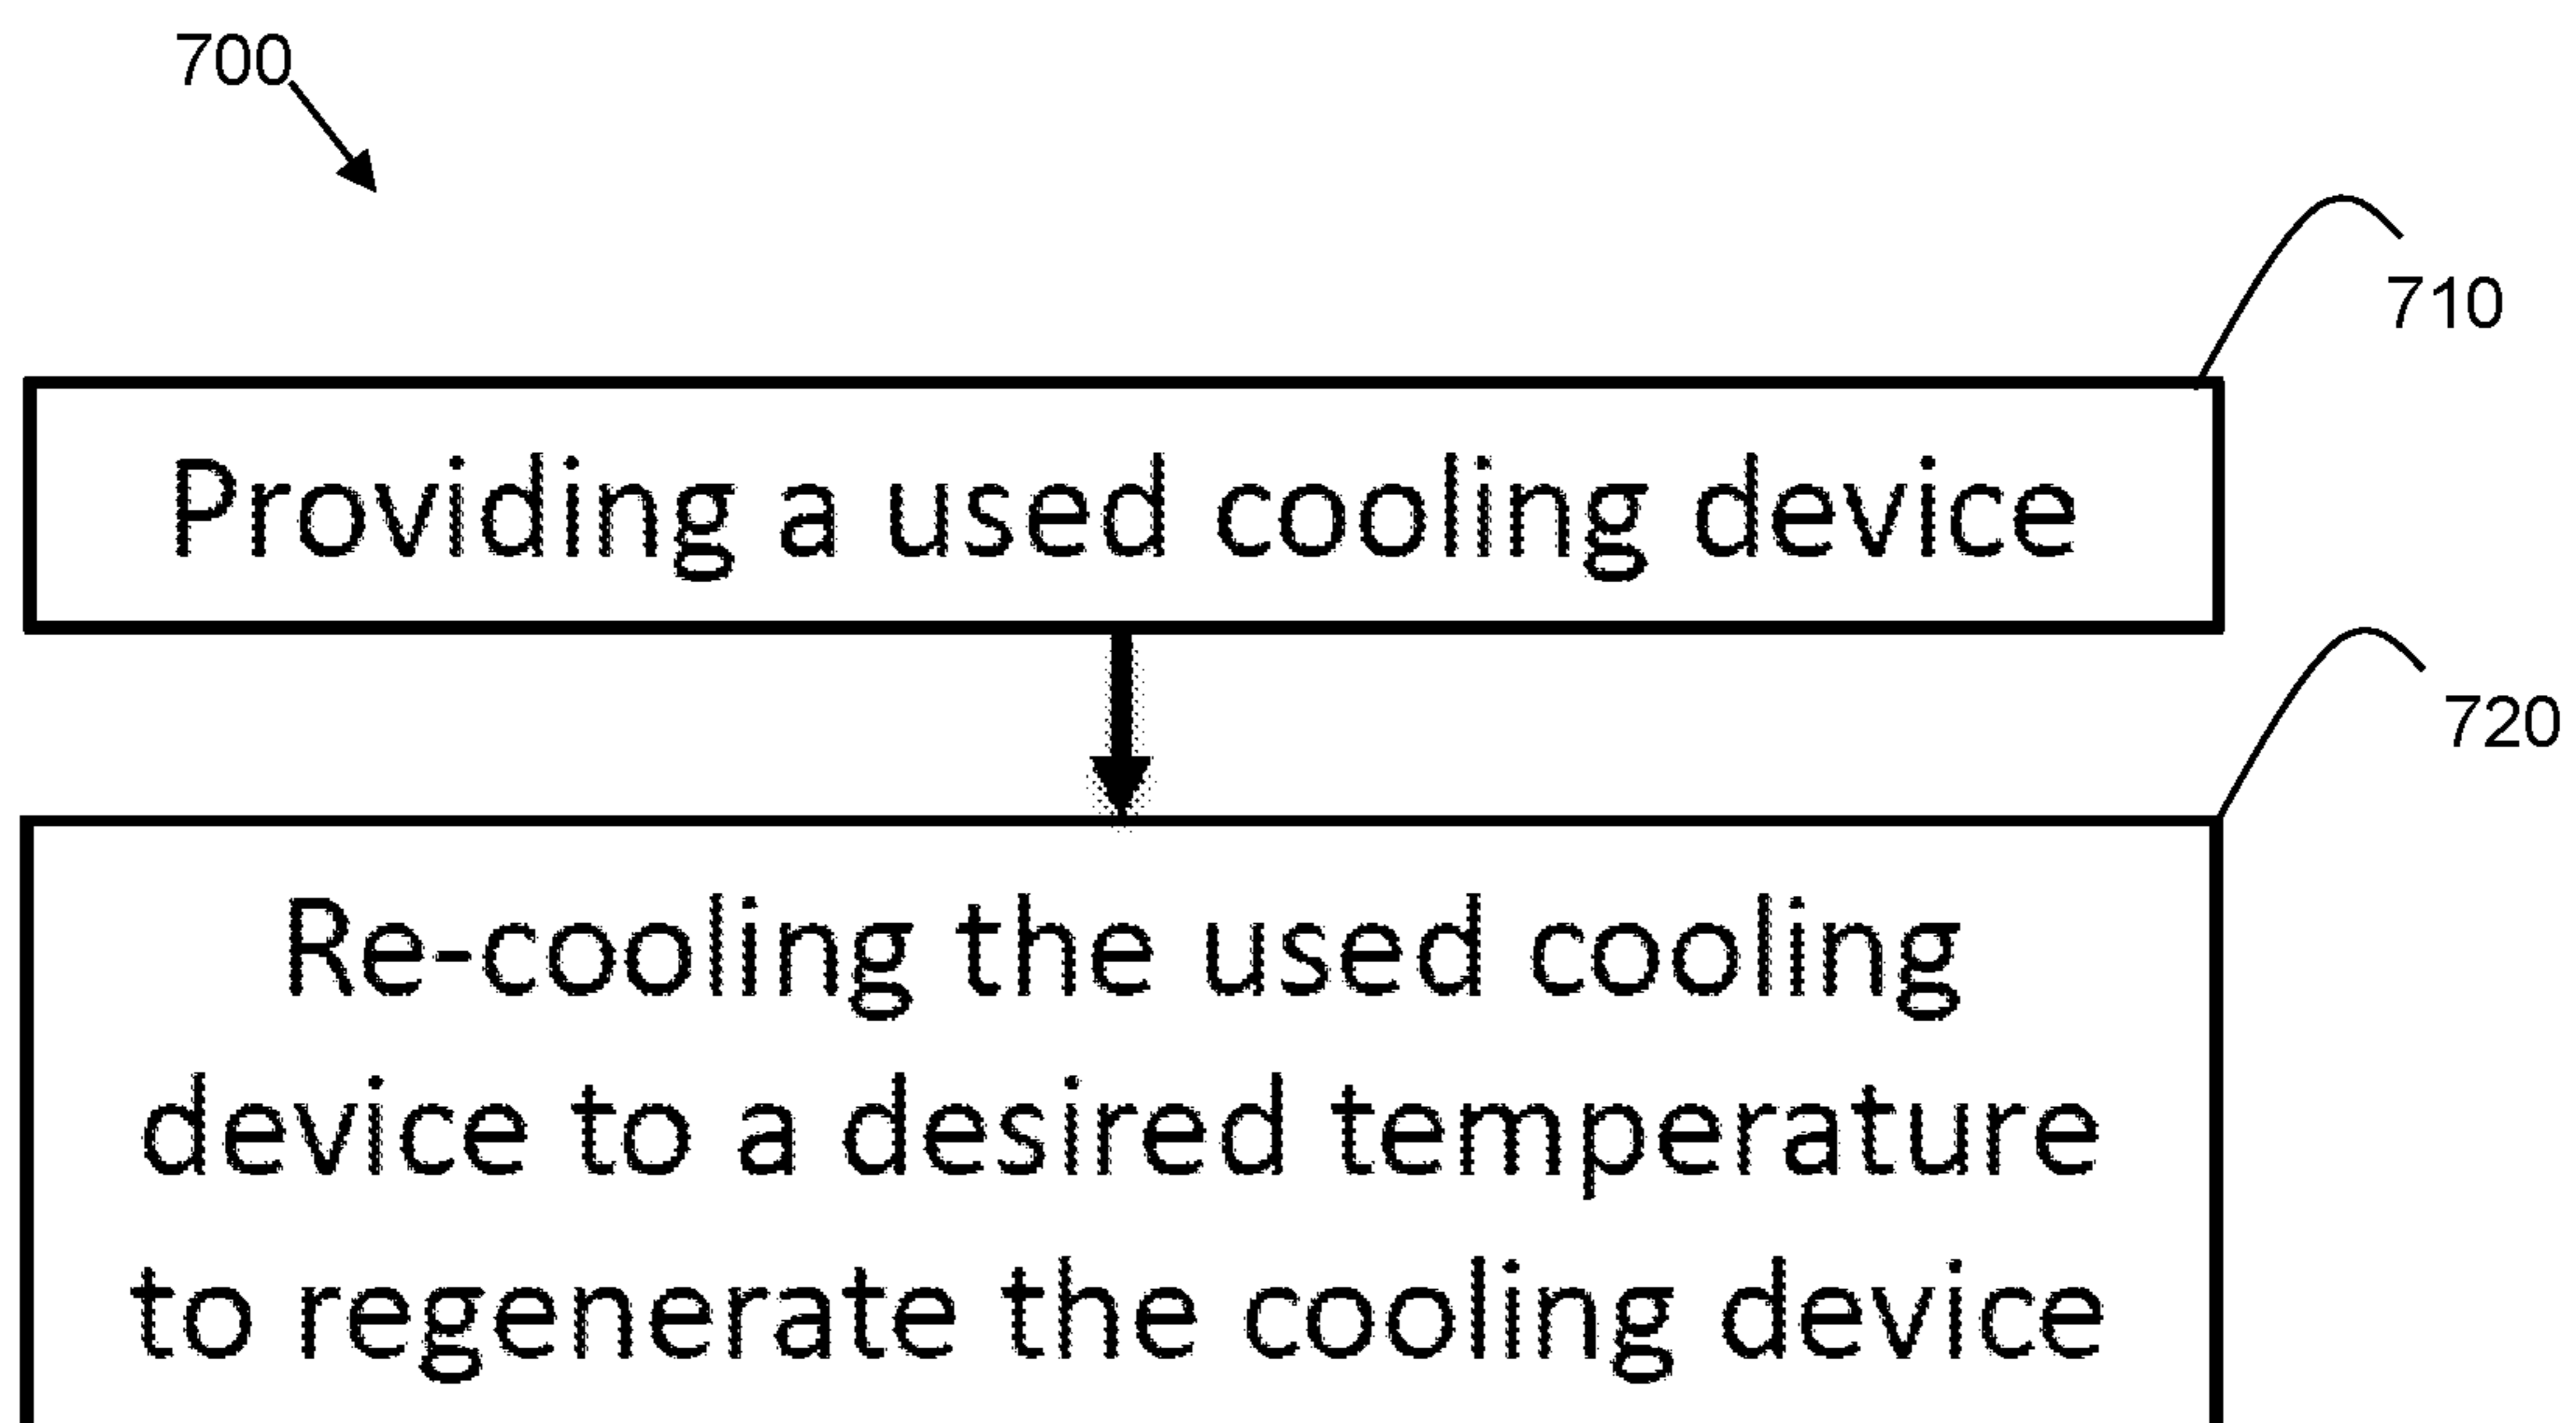 700
710
Providing a used cooling device
720
Re-cooling the used cooling
device to a desired temperature
to regenerate the cooling device